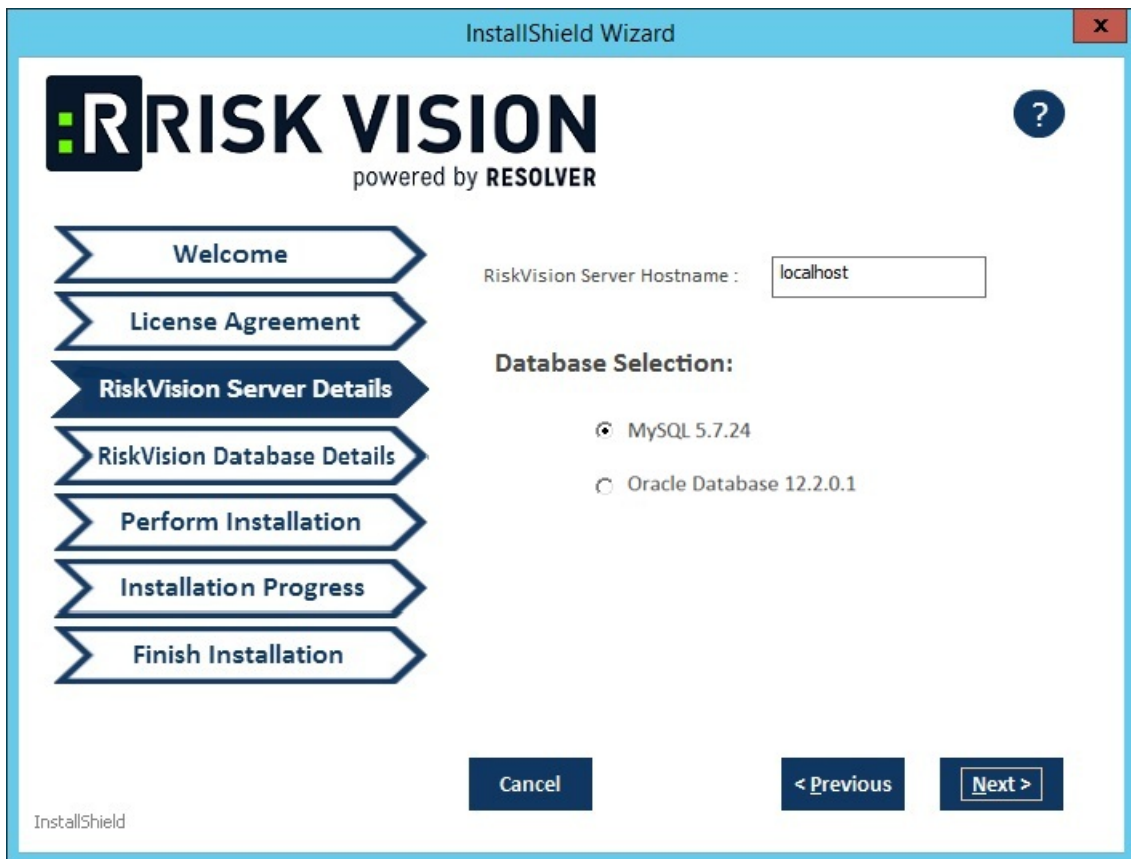 InstallShield Wizard
x
:R RISK VISION
powered by RESOLVER
?
Welcome
License Agreement
RiskVision Server Details
RiskVision Database Details
Perform Installation
Installation Progress
Finish Installation
RiskVision Server Hostname : localhost
Database Selection:
MySQL 5.7.24
Oracle Database 12.2.0.1
Cancel
< Previous
Next >
InstallShield